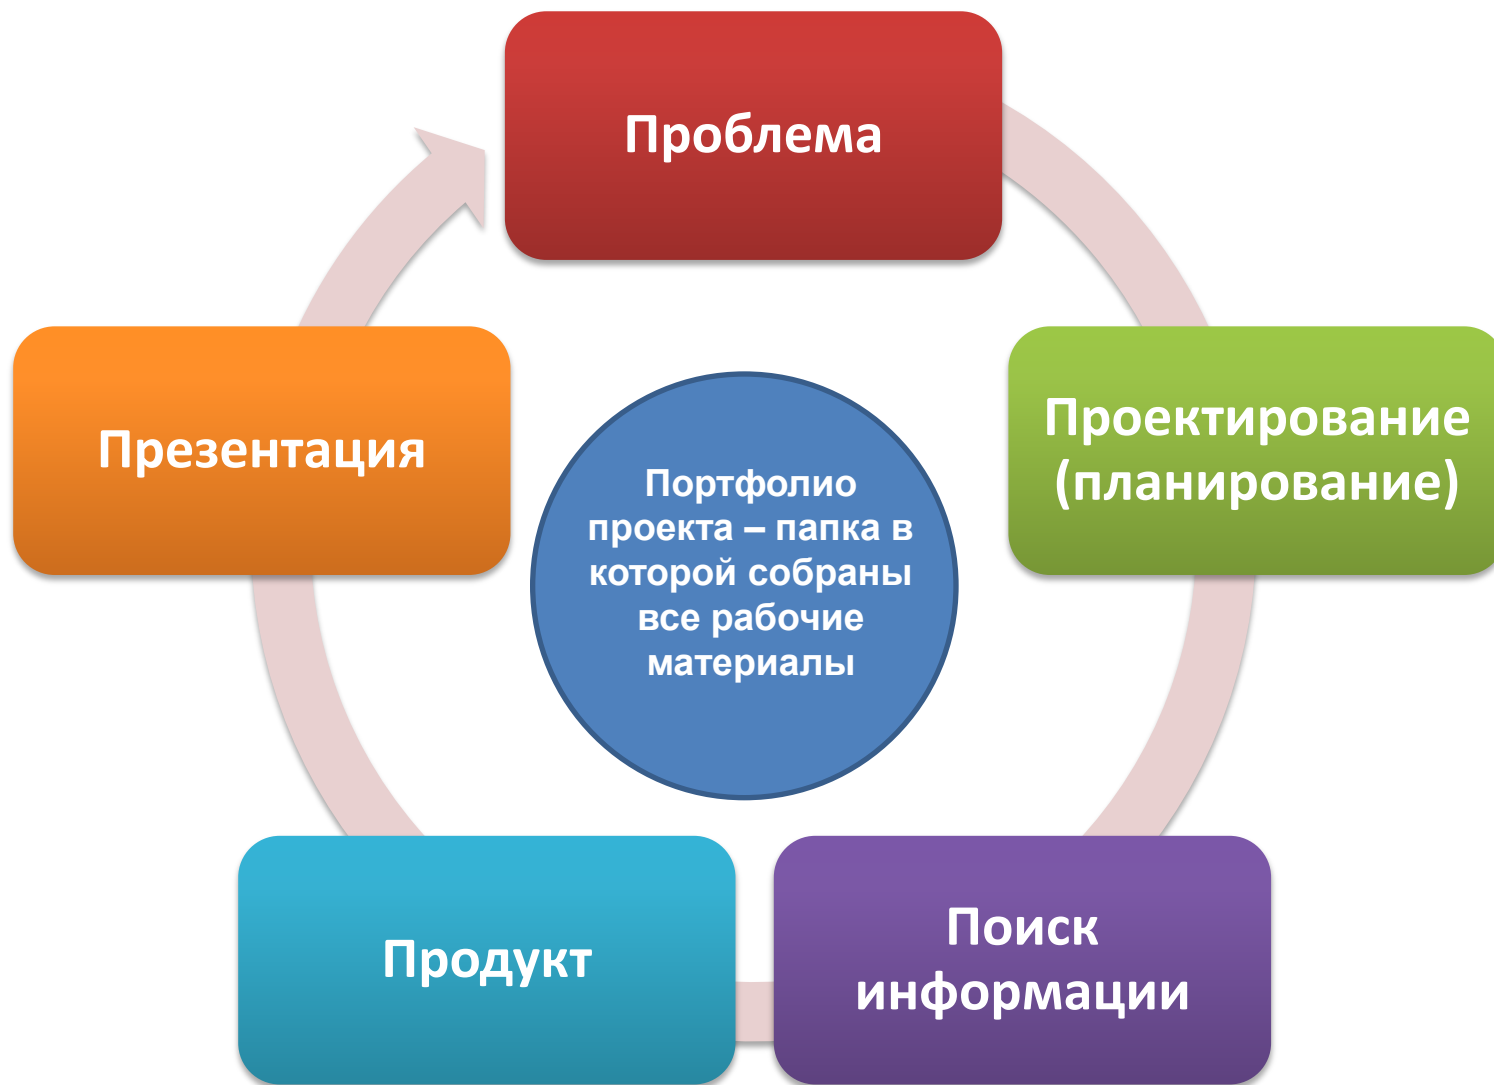 Проблема
Проектирование
(планирование)
Поиск
информации
Продукт
Презентация
Портфолио
проекта – папка в
которой собраны
все рабочие
материалы